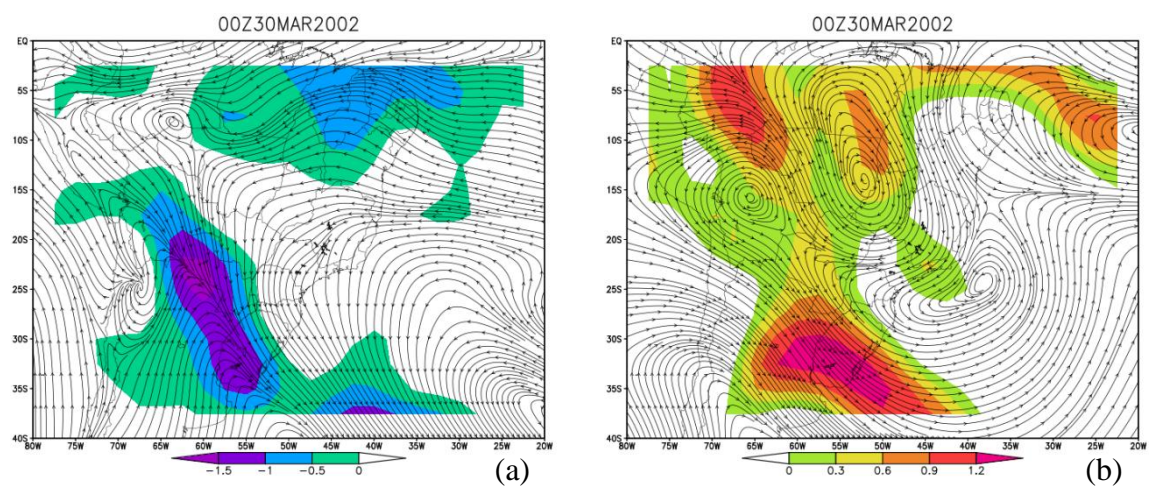 00Z30MAR2002
EQ
5S
10S
15S
20S
25S
30S
35S
40S
80W 75W 70W 65W 60W 55W 50W 45W 40W 35W 30W 25W 20W
-1.5 -1 -0.5 0
(a)
00Z30MAR2002
EQ
5S
10S
15S
20S
25S
30S
35S
40S
80W 75W 70W 65W 60W 55W 50W 45W 40W 35W 30W 25W 20W
0 0.3 0.6 0.9 1.2
(b)